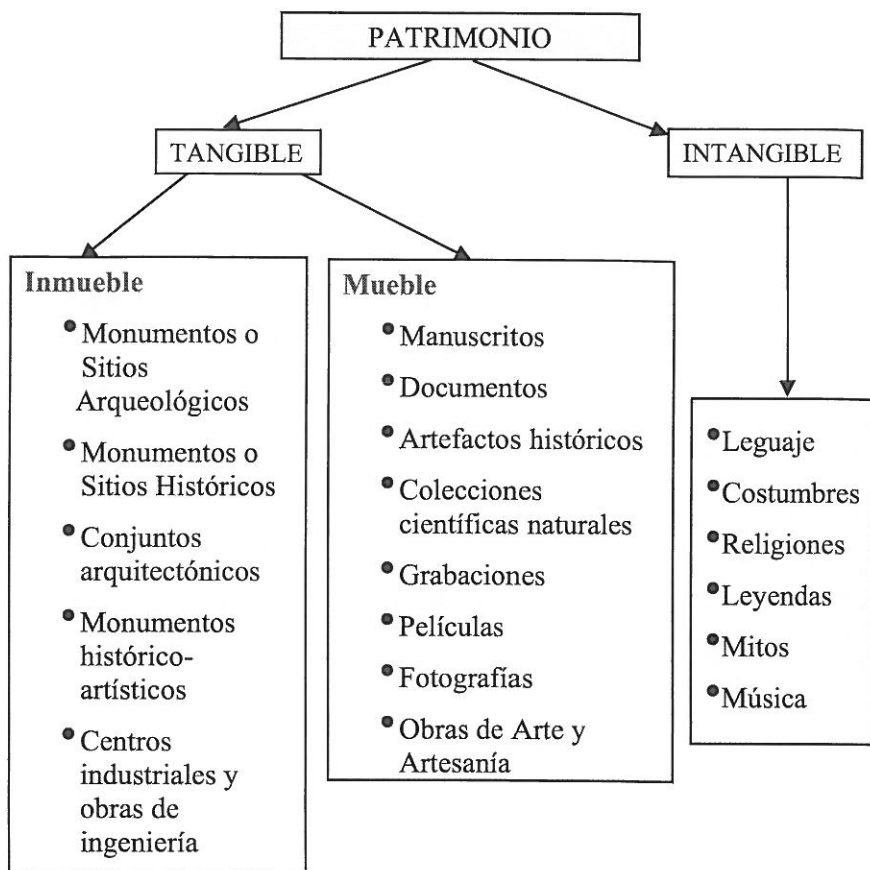 PATRIMONIO
TANGIBLE
INTANGIBLE
Inmueble
Monumentos o
Sitios
Arqueológicos
Monumentos o
Sitios Históricos
Conjuntos
arquitectónicos
Monumentos
histórico-
artísticos
Centros
industriales y
obras de
ingeniería
Mueble
Manuscritos
Documentos
Artefactos históricos
Colecciones
científicas naturales
Grabaciones
Películas
Fotografías
Obras de Arte y
Artesanía
Leguaje
Costumbres
Religiones
Leyendas
Mitos
Música